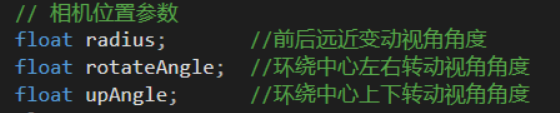 // 相机位置参数
float radius;       //前后远近变动视角角度
float rotateAngle;  //环绕中心左右转动视角角度
float upAngle;      //环绕中心上下转动视角角度